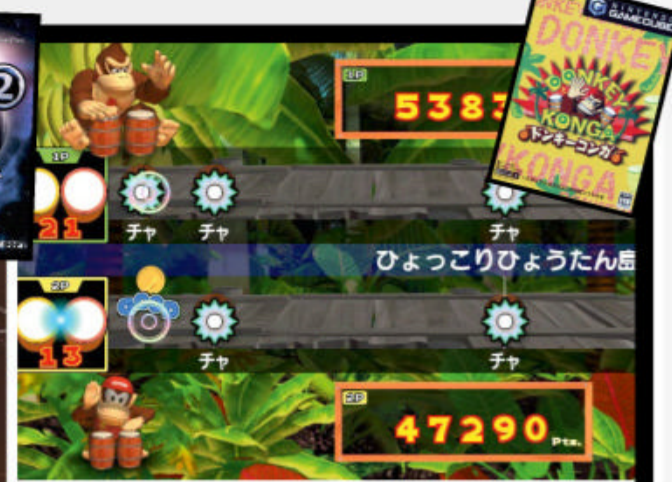 NINTENDO
GAMECUBE
DONKEY
DONKEY
KONGA
ドンキーコンガ
KONGA
2
1P
5383
1P
21
チャ チャ チャ
ひょっこりひょうたん島
2P
13
チャ チャ
2P
47290 Pts.